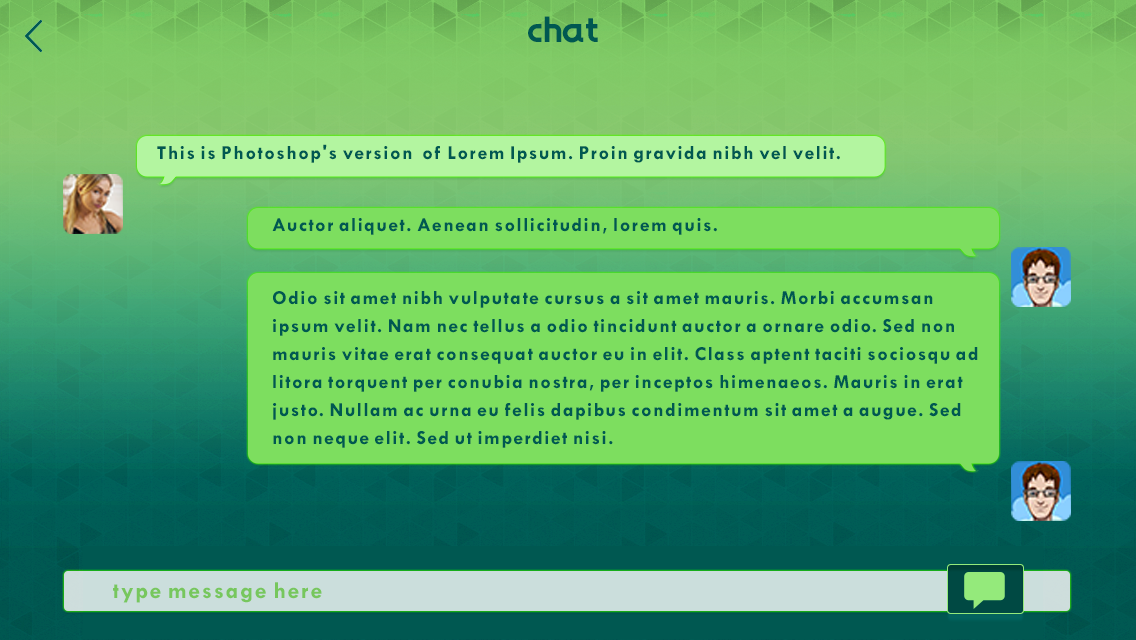 chat
This is Photoshop's version of Lorem Ipsum. Proin gravida nibh vel velit.
Auctor aliquet. Aenean sollicitudin, lorem quis.
Odio sit amet nibh vulputate cursus a sit amet mauris. Morbi accumsan
ipsum velit. Nam nec tellus a odio tincidunt auctor a ornare odio. Sed non
mauris vitae erat consequat auctor eu in elit. Class aptent taciti sociosqu ad
litora torquent per conubia nostra, per inceptos himenaeos. Mauris in erat
justo. Nullam ac urna eu felis dapibus condimentum sit amet a augue. Sed
non neque elit. Sed ut imperdiet nisi.
type message here